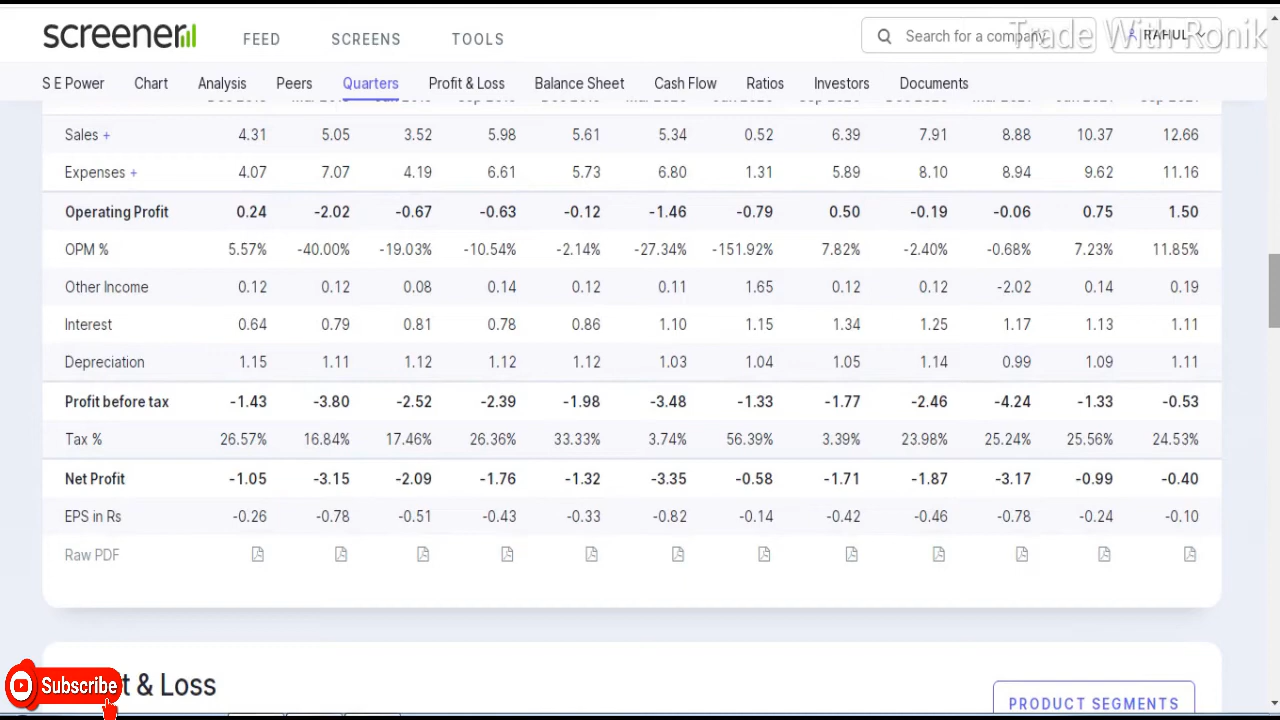 screener
FEED SCREENS TOOLS
Search for a company
RAHUL
Trade With Ronik
S E Power Chart Analysis Peers Quarters Profit & Loss Balance Sheet Cash Flow Ratios Investors Documents
Sales + 4.31 5.05 3.52 5.98 5.61 5.34 0.52 6.39 7.91 8.88 10.37 12.66
Expenses + 4.07 7.07 4.19 6.61 5.73 6.80 1.31 5.89 8.10 8.94 9.62 11.16
Operating Profit 0.24 -2.02 -0.67 -0.63 -0.12 -1.46 -0.79 0.50 -0.19 -0.06 0.75 1.50
OPM % 5.57% -40.00% -19.03% -10.54% -2.14% -27.34% -151.92% 7.82% -2.40% -0.68% 7.23% 11.85%
Other Income 0.12 0.12 0.08 0.14 0.12 0.11 1.65 0.12 0.12 -2.02 0.14 0.19
Interest 0.64 0.79 0.81 0.78 0.86 1.10 1.15 1.34 1.25 1.17 1.13 1.11
Depreciation 1.15 1.11 1.12 1.12 1.12 1.03 1.04 1.05 1.14 0.99 1.09 1.11
Profit before tax -1.43 -3.80 -2.52 -2.39 -1.98 -3.48 -1.33 -1.77 -2.46 -4.24 -1.33 -0.53
Tax % 26.57% 16.84% 17.46% 26.36% 33.33% 3.74% 56.39% 3.39% 23.98% 25.24% 25.56% 24.53%
Net Profit -1.05 -3.15 -2.09 -1.76 -1.32 -3.35 -0.58 -1.71 -1.87 -3.17 -0.99 -0.40
EPS in Rs -0.26 -0.78 -0.51 -0.43 -0.33 -0.82 -0.14 -0.42 -0.46 -0.78 -0.24 -0.10
Raw PDF
& Loss
PRODUCT SEGMENTS
Subscribe